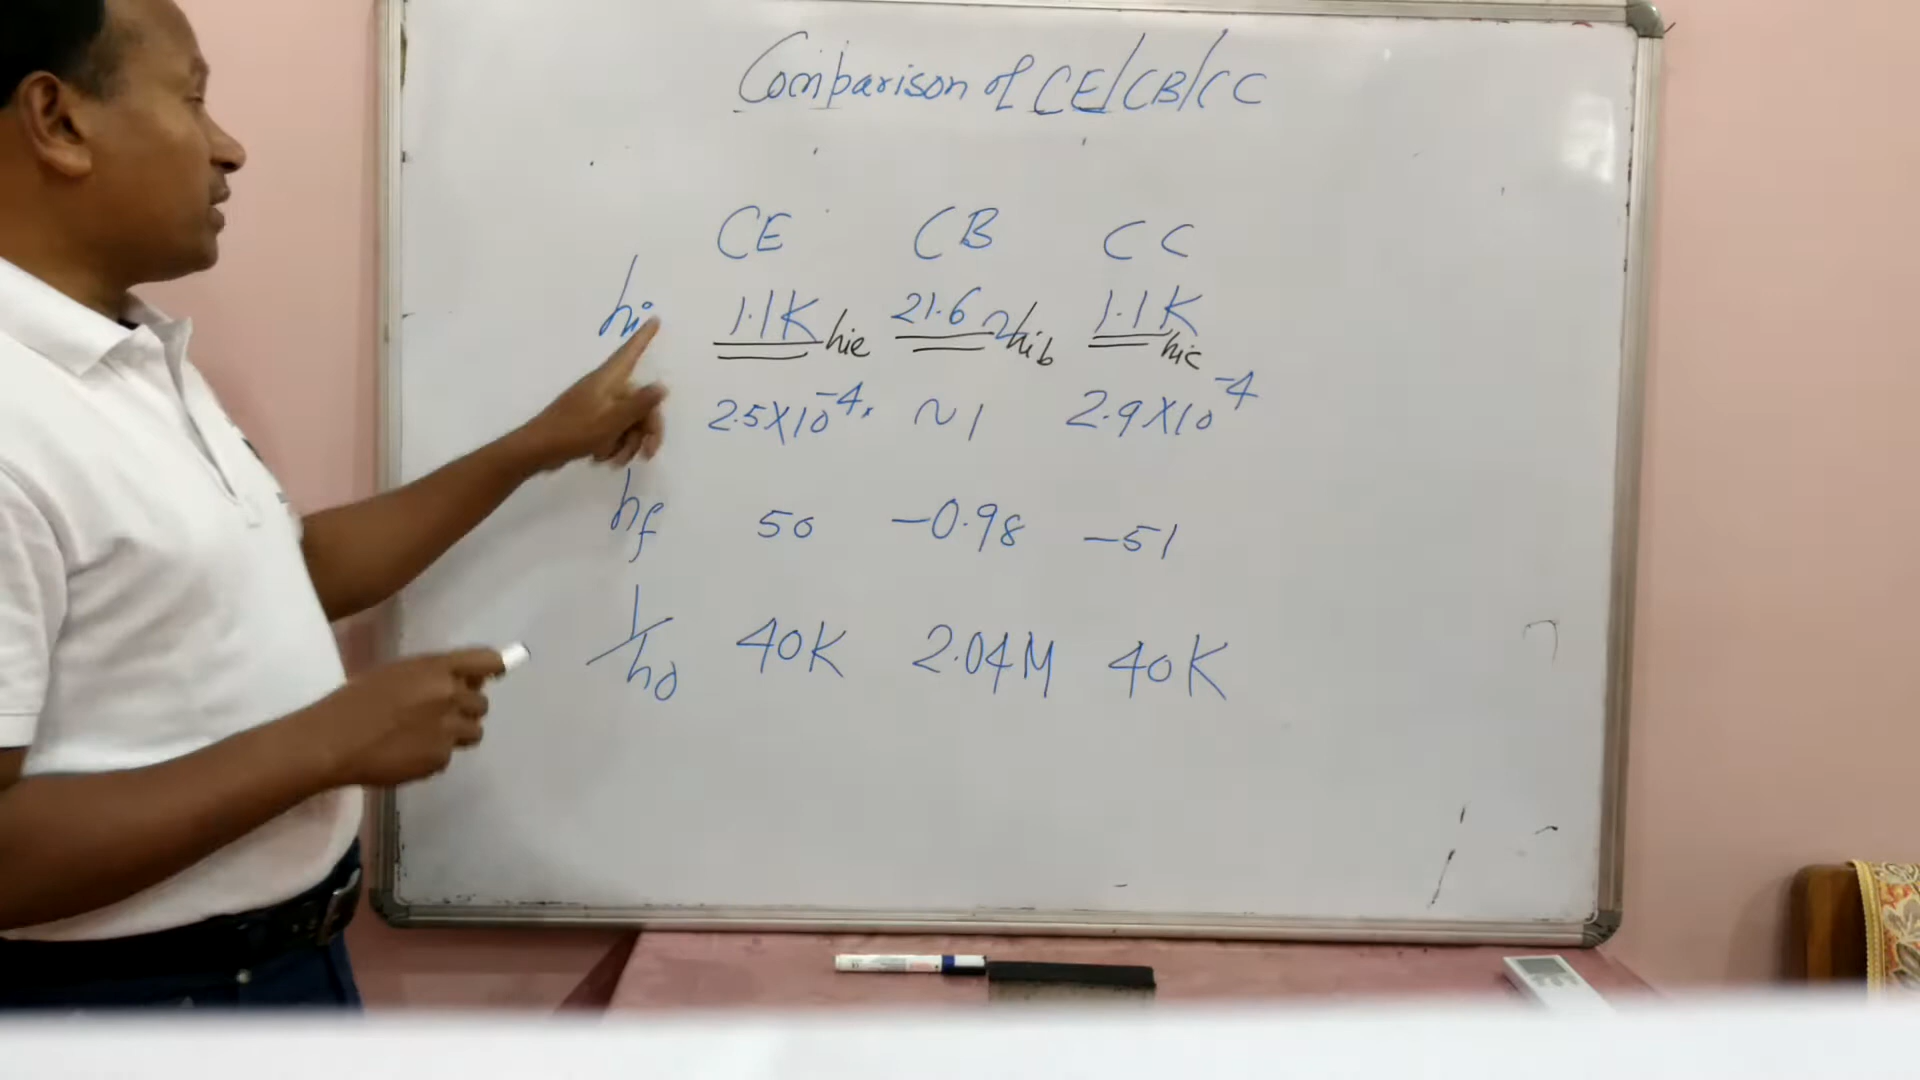 Comparison of CE/CB/CC
CE CB CC
hi 1.1K hie 21.6 Ω hib 1.1K hic
2.5X10⁻⁴ ~1 2.9X10⁻⁴
hf 50 -0.98 -51
1/ho 40K 2.04M 40K